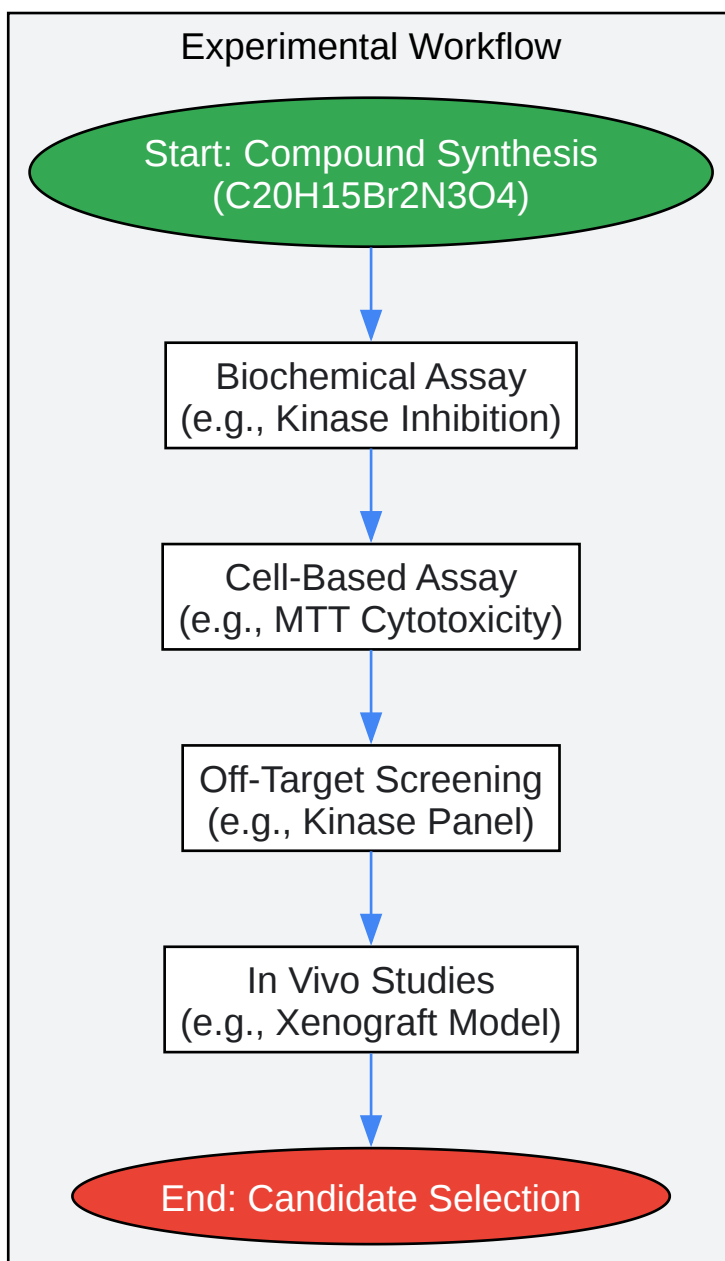 Experimental Workflow
Start: Compound Synthesis
(C20H15Br2N3O4)
Biochemical Assay
(e.g., Kinase Inhibition)
Cell-Based Assay
(e.g., MTT Cytotoxicity)
Off-Target Screening
(e.g., Kinase Panel)
In Vivo Studies
(e.g., Xenograft Model)
End: Candidate Selection